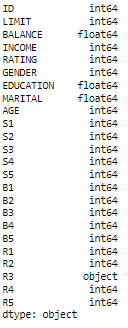 ID int64
LIMIT int64
BALANCE float64
INCOME int64
RATING int64
GENDER int64
EDUCATION float64
MARITAL float64
AGE int64
S1 int64
S2 int64
S3 int64
S4 int64
S5 int64
B1 int64
B2 int64
B3 int64
B4 int64
B5 int64
R1 int64
R2 int64
R3 object
R4 int64
R5 int64
dtype: object